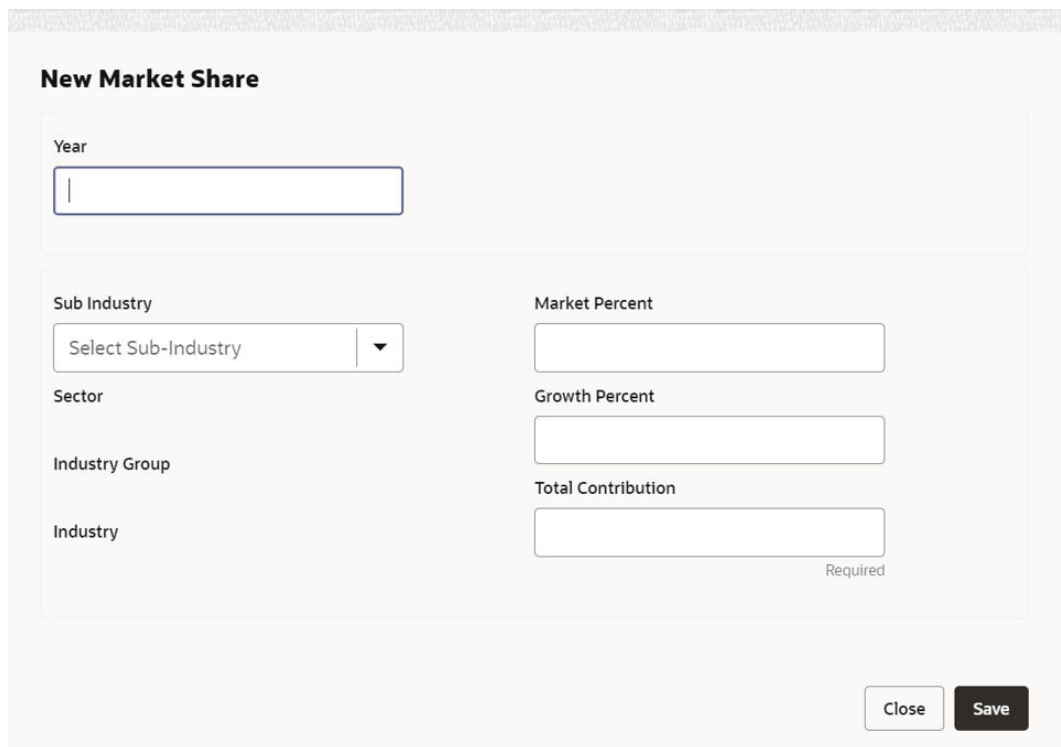 New Market Share
Year
Sub Industry
Select Sub-Industry
Sector
Industry Group
Industry
Market Percent
Growth Percent
Total Contribution
Required
Close
Save